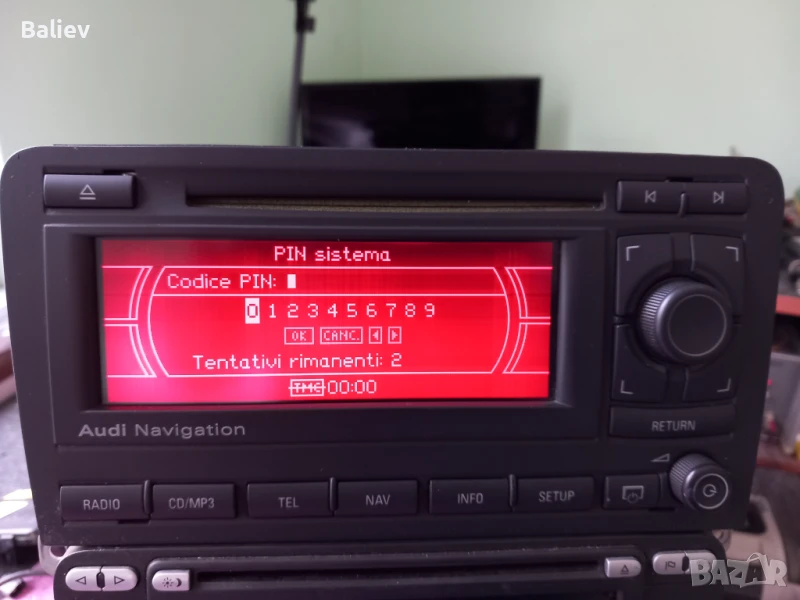 Baliev
PIN sistema
Codice PIN:
0 1 2 3 4 5 6 7 8 9
OK CANC.
Tentativi rimanenti: 2
TMC 00:00
Audi Navigation
RETURN
RADIO CD/MP3 TEL NAV INFO SETUP
BAZAR